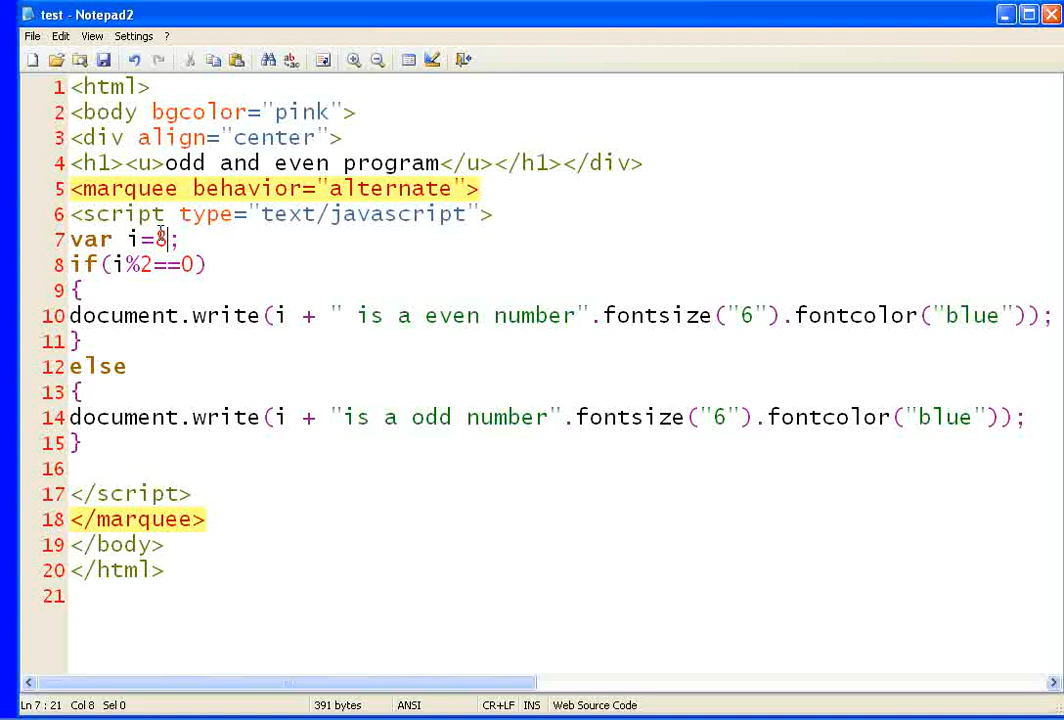 test - Notepad2
File Edit View Settings ?
1 <html>
2 <body bgcolor="pink">
3 <div align="center">
4 <h1><u>odd and even program</u></h1></div>
5 <marquee behavior="alternate">
6 <script type="text/javascript">
7 var i=8;
8 if(i%2==0)
9 {
10 document.write(i + " is a even number".fontsize("6").fontcolor("blue"));
11 }
12 else
13 {
14 document.write(i + "is a odd number".fontsize("6").fontcolor("blue"));
15 }
16
17 </script>
18 </marquee>
19 </body>
20 </html>
21
Ln 7 : 21 Col 8 Sel 0 391 bytes ANSI CR+LF INS Web Source Code